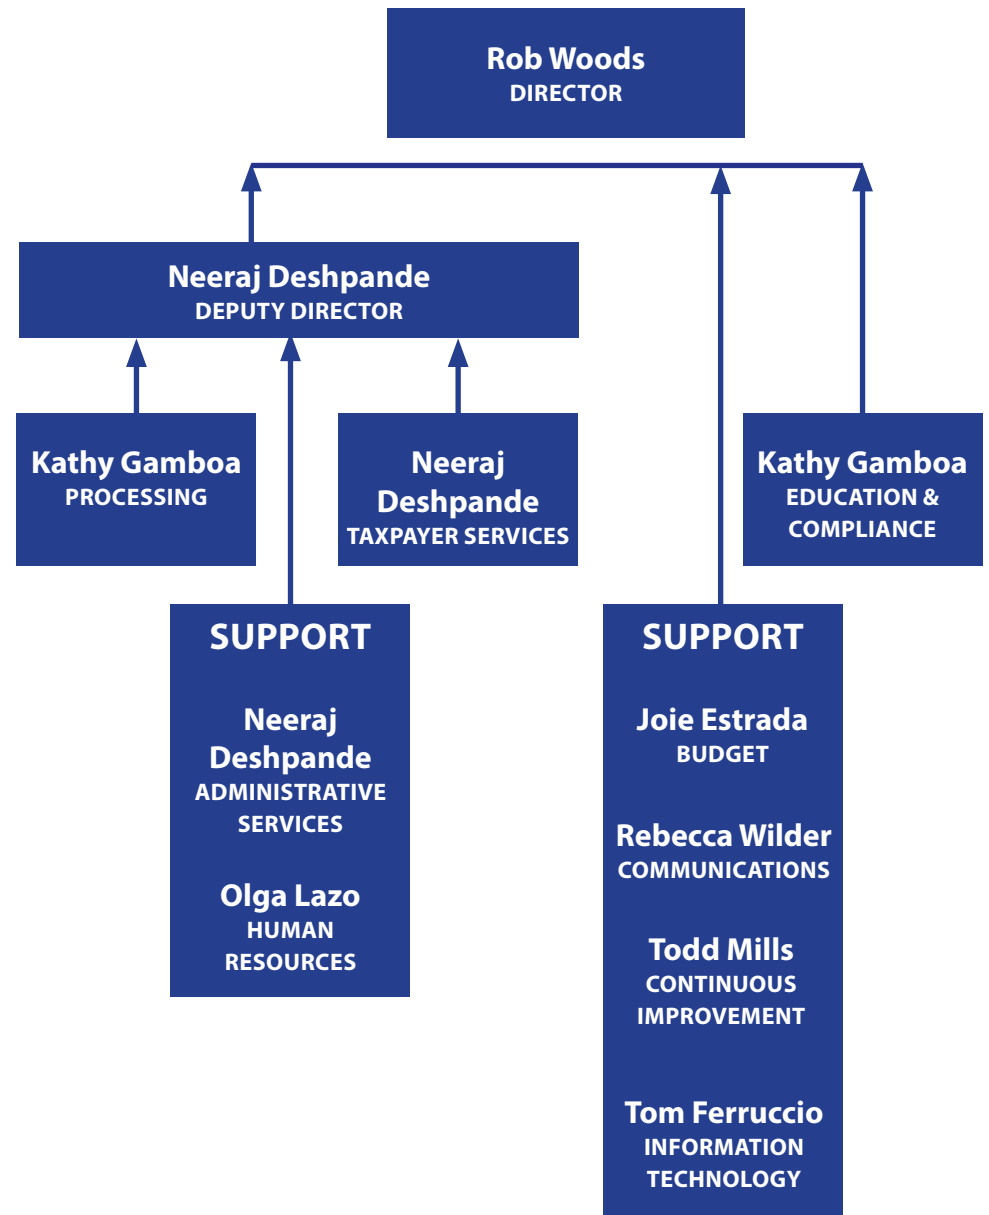 Rob Woods
DIRECTOR
Neeraj Deshpande
DEPUTY DIRECTOR
Kathy Gamboa
PROCESSING
Neeraj
Deshpande
TAXPAYER SERVICES
Kathy Gamboa
EDUCATION &
COMPLIANCE
SUPPORT
Neeraj
Deshpande
ADMINISTRATIVE
SERVICES
Olga Lazo
HUMAN
RESOURCES
SUPPORT
Joie Estrada
BUDGET
Rebecca Wilder
COMMUNICATIONS
Todd Mills
CONTINUOUS
IMPROVEMENT
Tom Ferruccio
INFORMATION
TECHNOLOGY